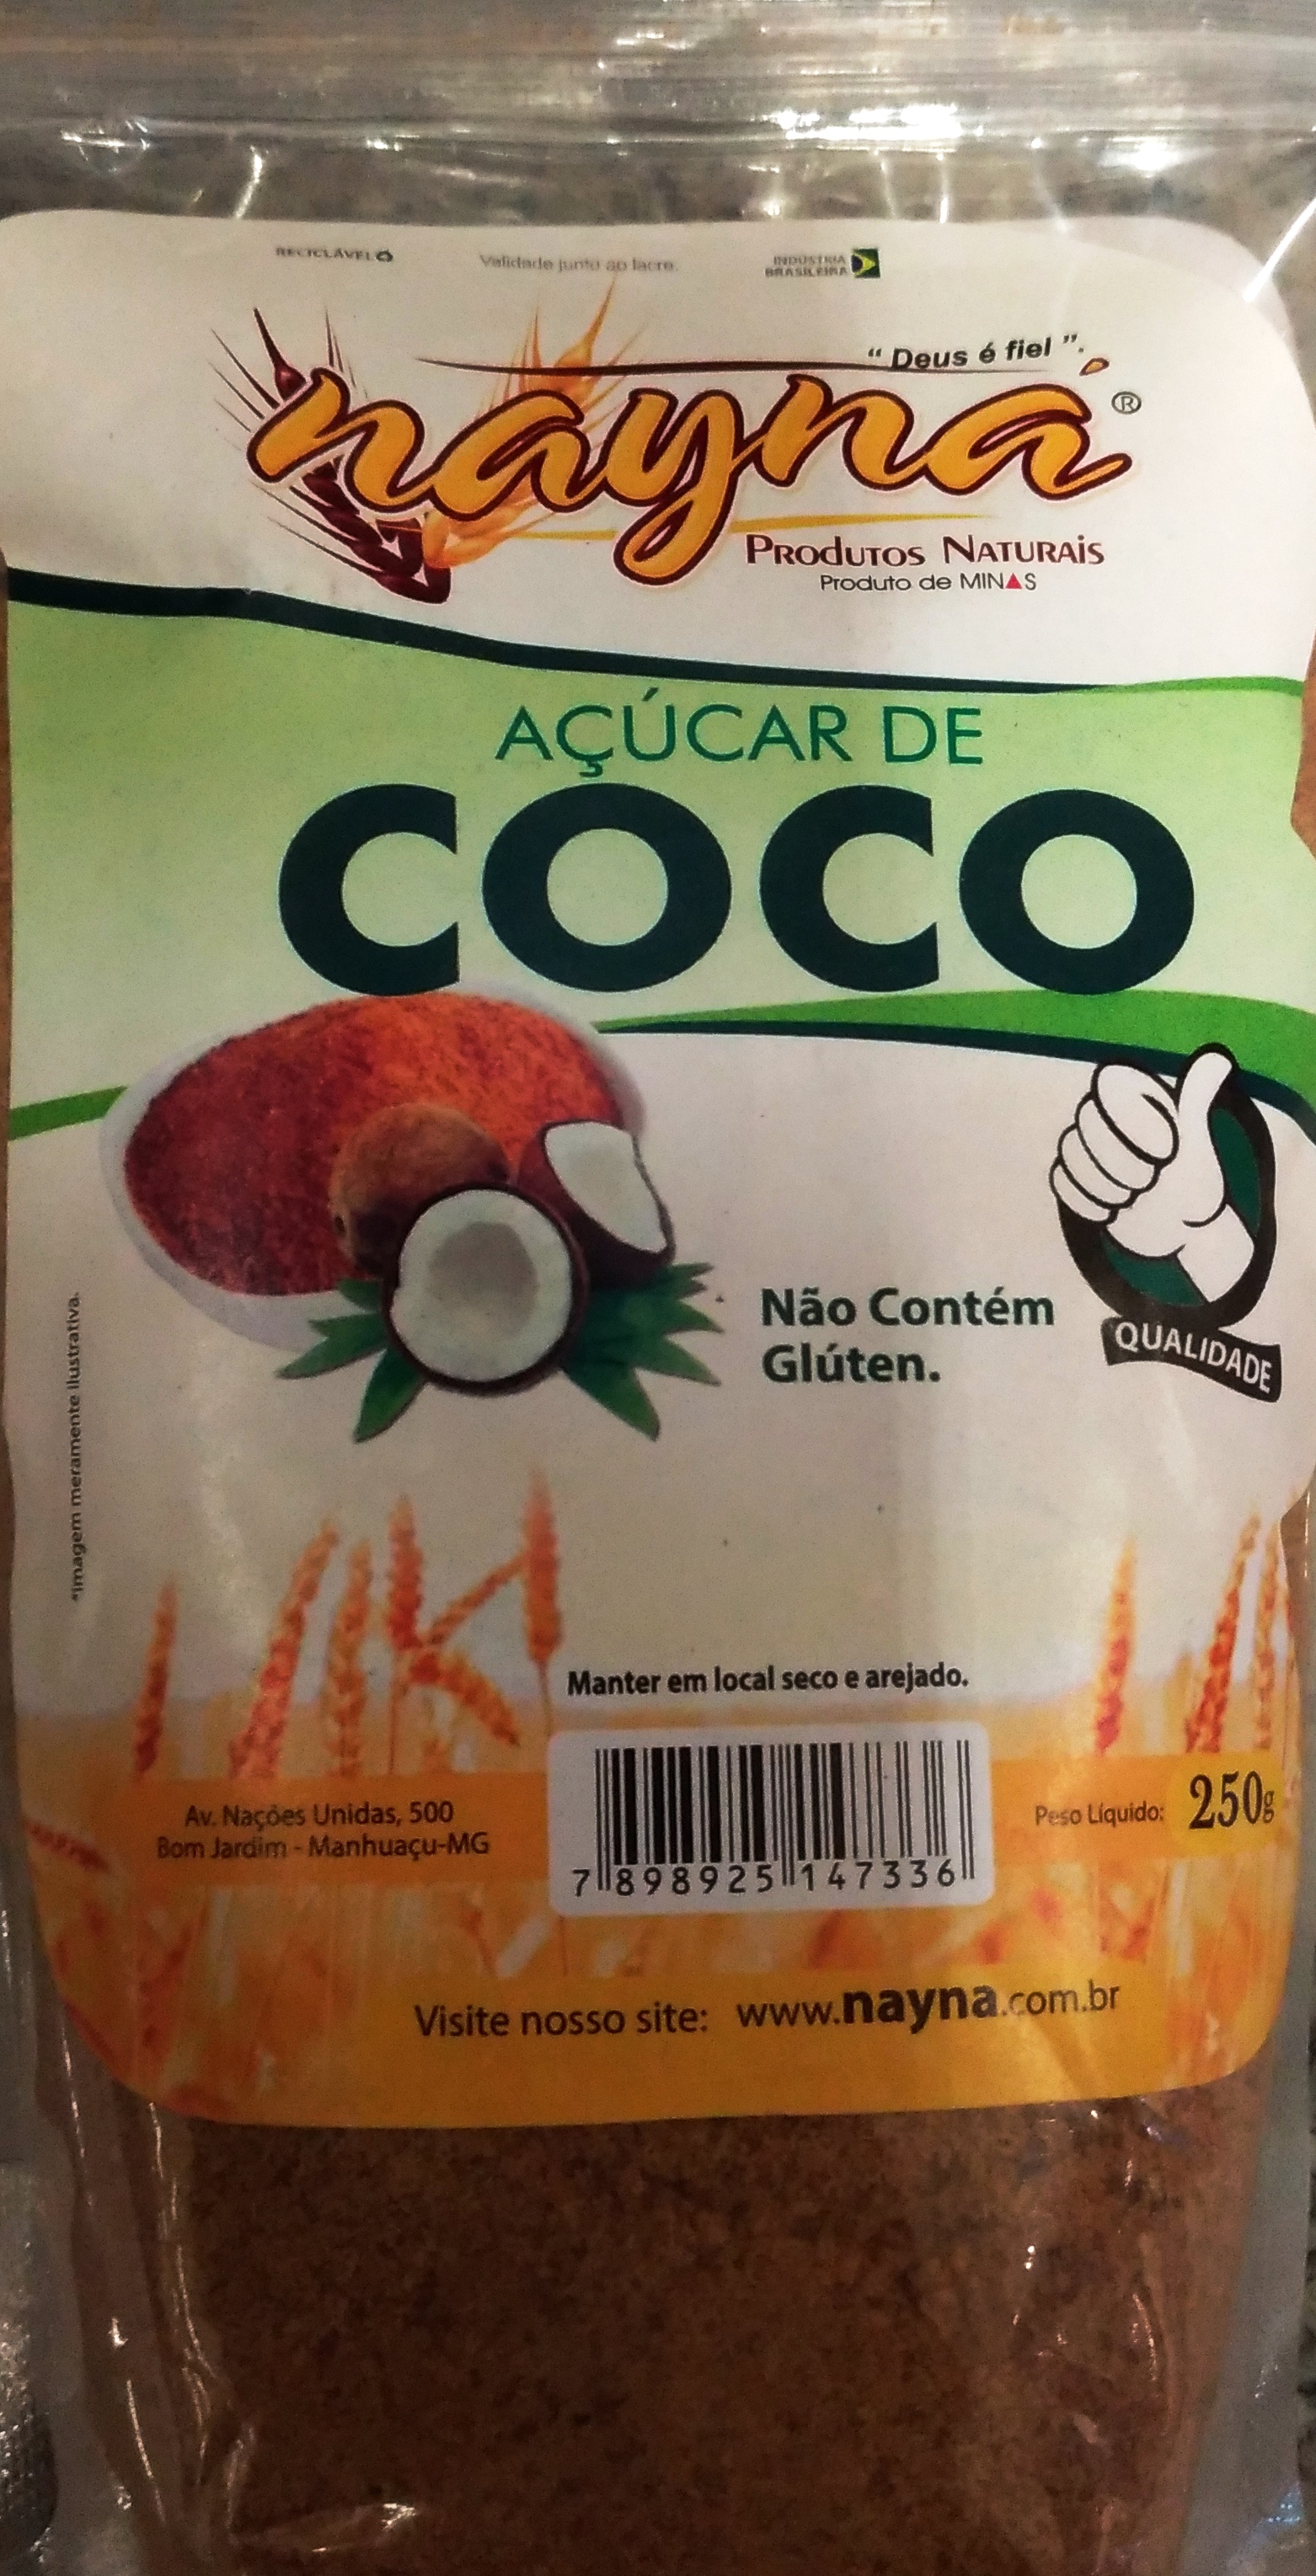 RECICLÁVEL
Validade junto ao lacre.
INDÚSTRIA
BRASILEIRA
“ Deus é fiel ”.
nayná ®
PRODUTOS NATURAIS
Produto de MINAS
AÇÚCAR DE
COCO
Não Contém
Glúten.
QUALIDADE
*imagem meramente ilustrativa.
Manter em local seco e arejado.
Av. Nações Unidas, 500
Bom Jardim - Manhuaçu-MG
7 898925 147336
Peso Líquido: 250g
Visite nosso site: www.nayna.com.br